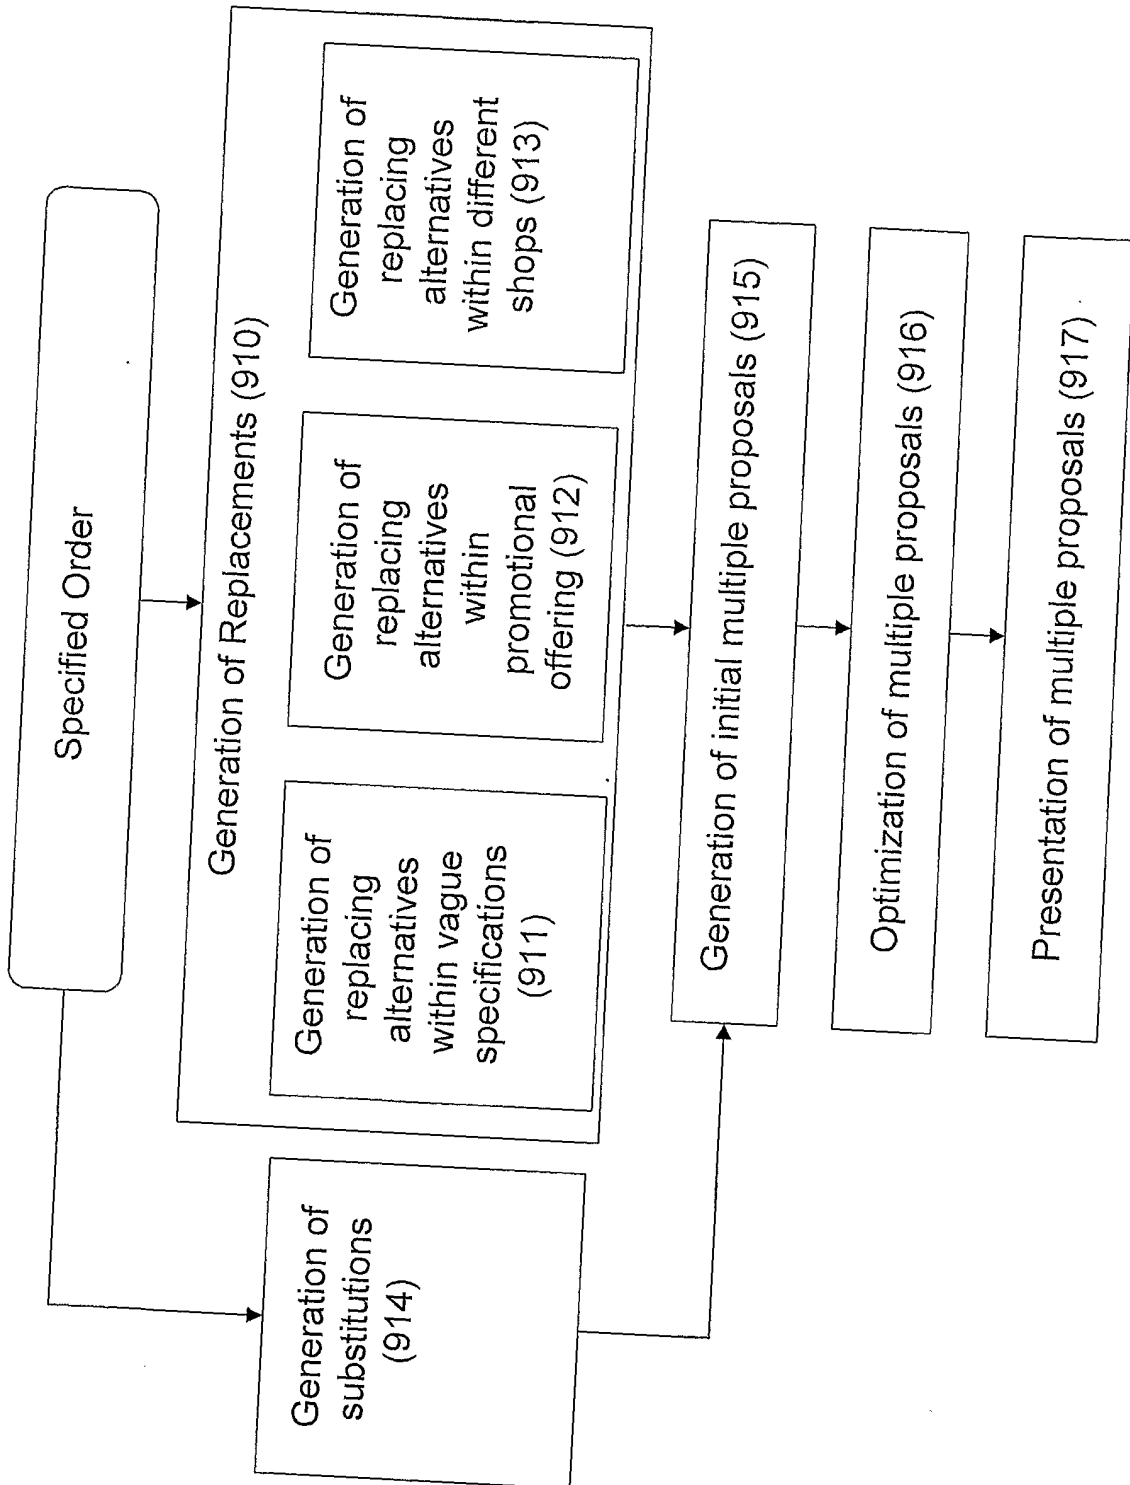 Specified Order
Generation of Replacements (910)
Generation of
substitutions
(914)
Generation of
replacing
alternatives
within vague
specifications
(911)
Generation of
replacing
alternatives
within
promotional
offering (912)
Generation of
replacing
alternatives
within different
shops (913)
Generation of initial multiple proposals (915)
Optimization of multiple proposals (916)
Presentation of multiple proposals (917)